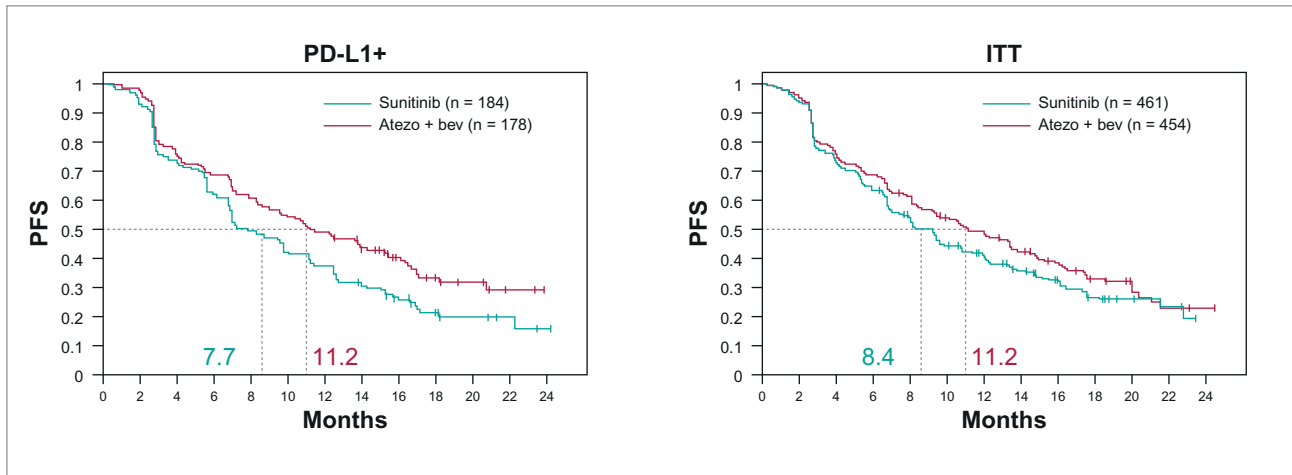 PD-L1+
PFS
1
0.9
0.8
0.7
0.6
0.5
0.4
0.3
0.2
0.1
0
Sunitinib (n = 184)
Atezo + bev (n = 178)
7.7
11.2
0 2 4 6 8 10 12 14 16 18 20 22 24
Months
ITT
PFS
1
0.9
0.8
0.7
0.6
0.5
0.4
0.3
0.2
0.1
0
Sunitinib (n = 461)
Atezo + bev (n = 454)
8.4
11.2
0 2 4 6 8 10 12 14 16 18 20 22 24
Months